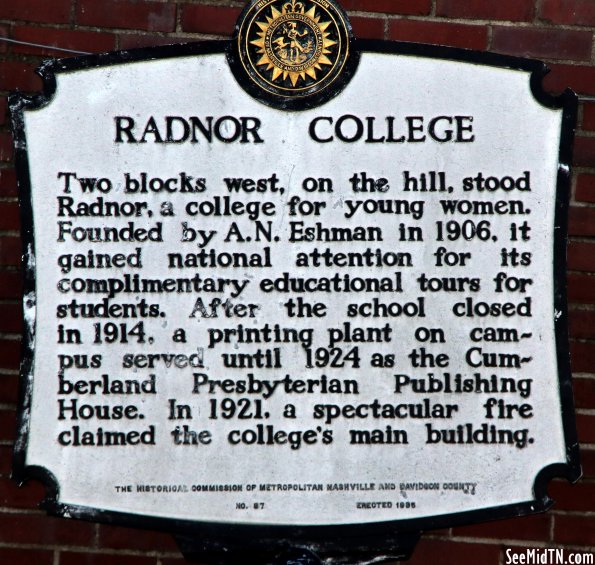 RADNOR COLLEGE
Two blocks west, on the hill, stood
Radnor, a college for young women.
Founded by A.N. Eshman in 1906, it
gained national attention for its
complimentary educational tours for
students. After the school closed
in 1914, a printing plant on cam-
pus served until 1924 as the Cum-
berland Presbyterian Publishing
House. In 1921, a spectacular fire
claimed the college's main building.
THE HISTORICAL COMMISSION OF METROPOLITAN NASHVILLE AND DAVIDSON COUNTY
NO. 87 ERECTED 1995
SeeMidTN.com